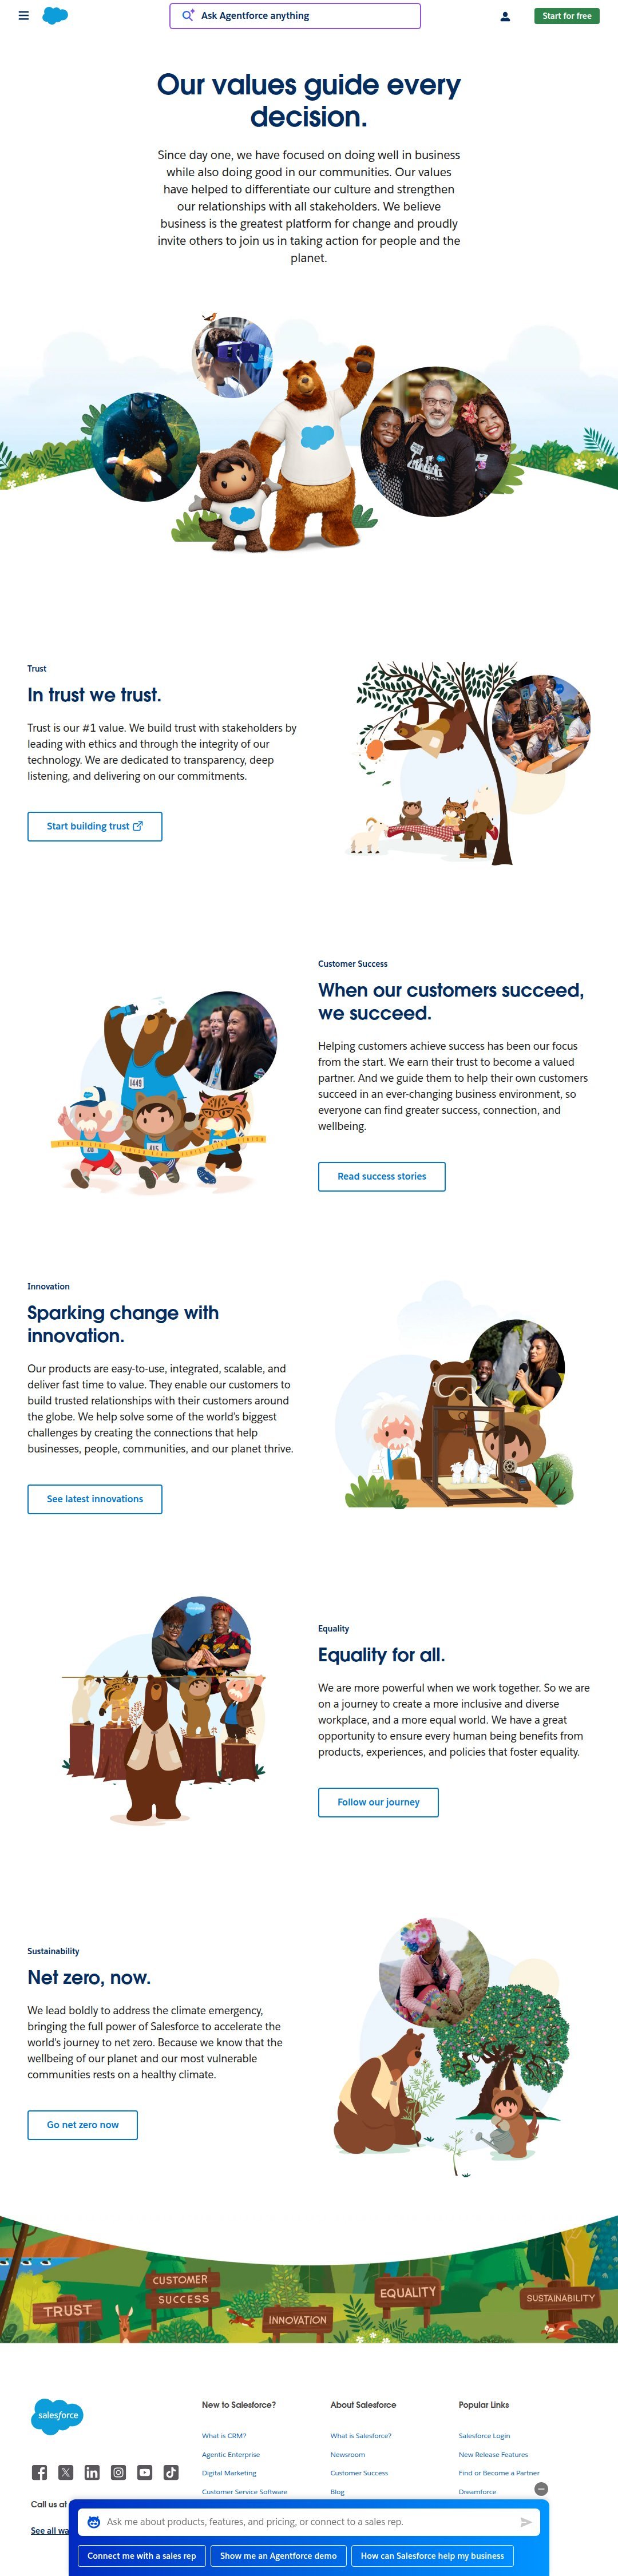 Ask Agentforce anything
Start for free
Our values guide every
decision.
Since day one, we have focused on doing well in business
while also doing good in our communities. Our values
have helped to differentiate our culture and strengthen
our relationships with all stakeholders. We believe
business is the greatest platform for change and proudly
invite others to join us in taking action for people and the
planet.
Trust
In trust we trust.
Trust is our #1 value. We build trust with stakeholders by
leading with ethics and through the integrity of our
technology. We are dedicated to transparency, deep
listening, and delivering on our commitments.
Start building trust
Customer Success
When our customers succeed,
we succeed.
Helping customers achieve success has been our focus
from the start. We earn their trust to become a valued
partner. And we guide them to help their own customers
succeed in an ever-changing business environment, so
everyone can find greater success, connection, and
wellbeing.
Read success stories
1449
Innovation
Sparking change with
innovation.
Our products are easy-to-use, integrated, scalable, and
deliver fast time to value. They enable our customers to
build trusted relationships with their customers around
the globe. We help solve some of the world's biggest
challenges by creating the connections that help
businesses, people, communities, and our planet thrive.
See latest innovations
Equality
Equality for all.
We are more powerful when we work together. So we are
on a journey to create a more inclusive and diverse
workplace, and a more equal world. We have a great
opportunity to ensure every human being benefits from
products, experiences, and policies that foster equality.
Follow our journey
Sustainability
Net zero, now.
We lead boldly to address the climate emergency,
bringing the full power of Salesforce to accelerate the
world's journey to net zero. Because we know that the
wellbeing of our planet and our most vulnerable
communities rests on a healthy climate.
Go net zero now
TRUST
CUSTOMER
SUCCESS
INNOVATION
EQUALITY
SUSTAINABILITY
salesforce
New to Salesforce?
What is CRM?
Agentic Enterprise
Digital Marketing
Customer Service Software
About Salesforce
What is Salesforce?
Newsroom
Customer Success
Blog
Popular Links
Salesforce Login
New Release Features
Find or Become a Partner
Dreamforce
Call us at
See all wa
Ask me about products, features, and pricing, or connect to a sales rep.
Connect me with a sales rep
Show me an Agentforce demo
How can Salesforce help my business